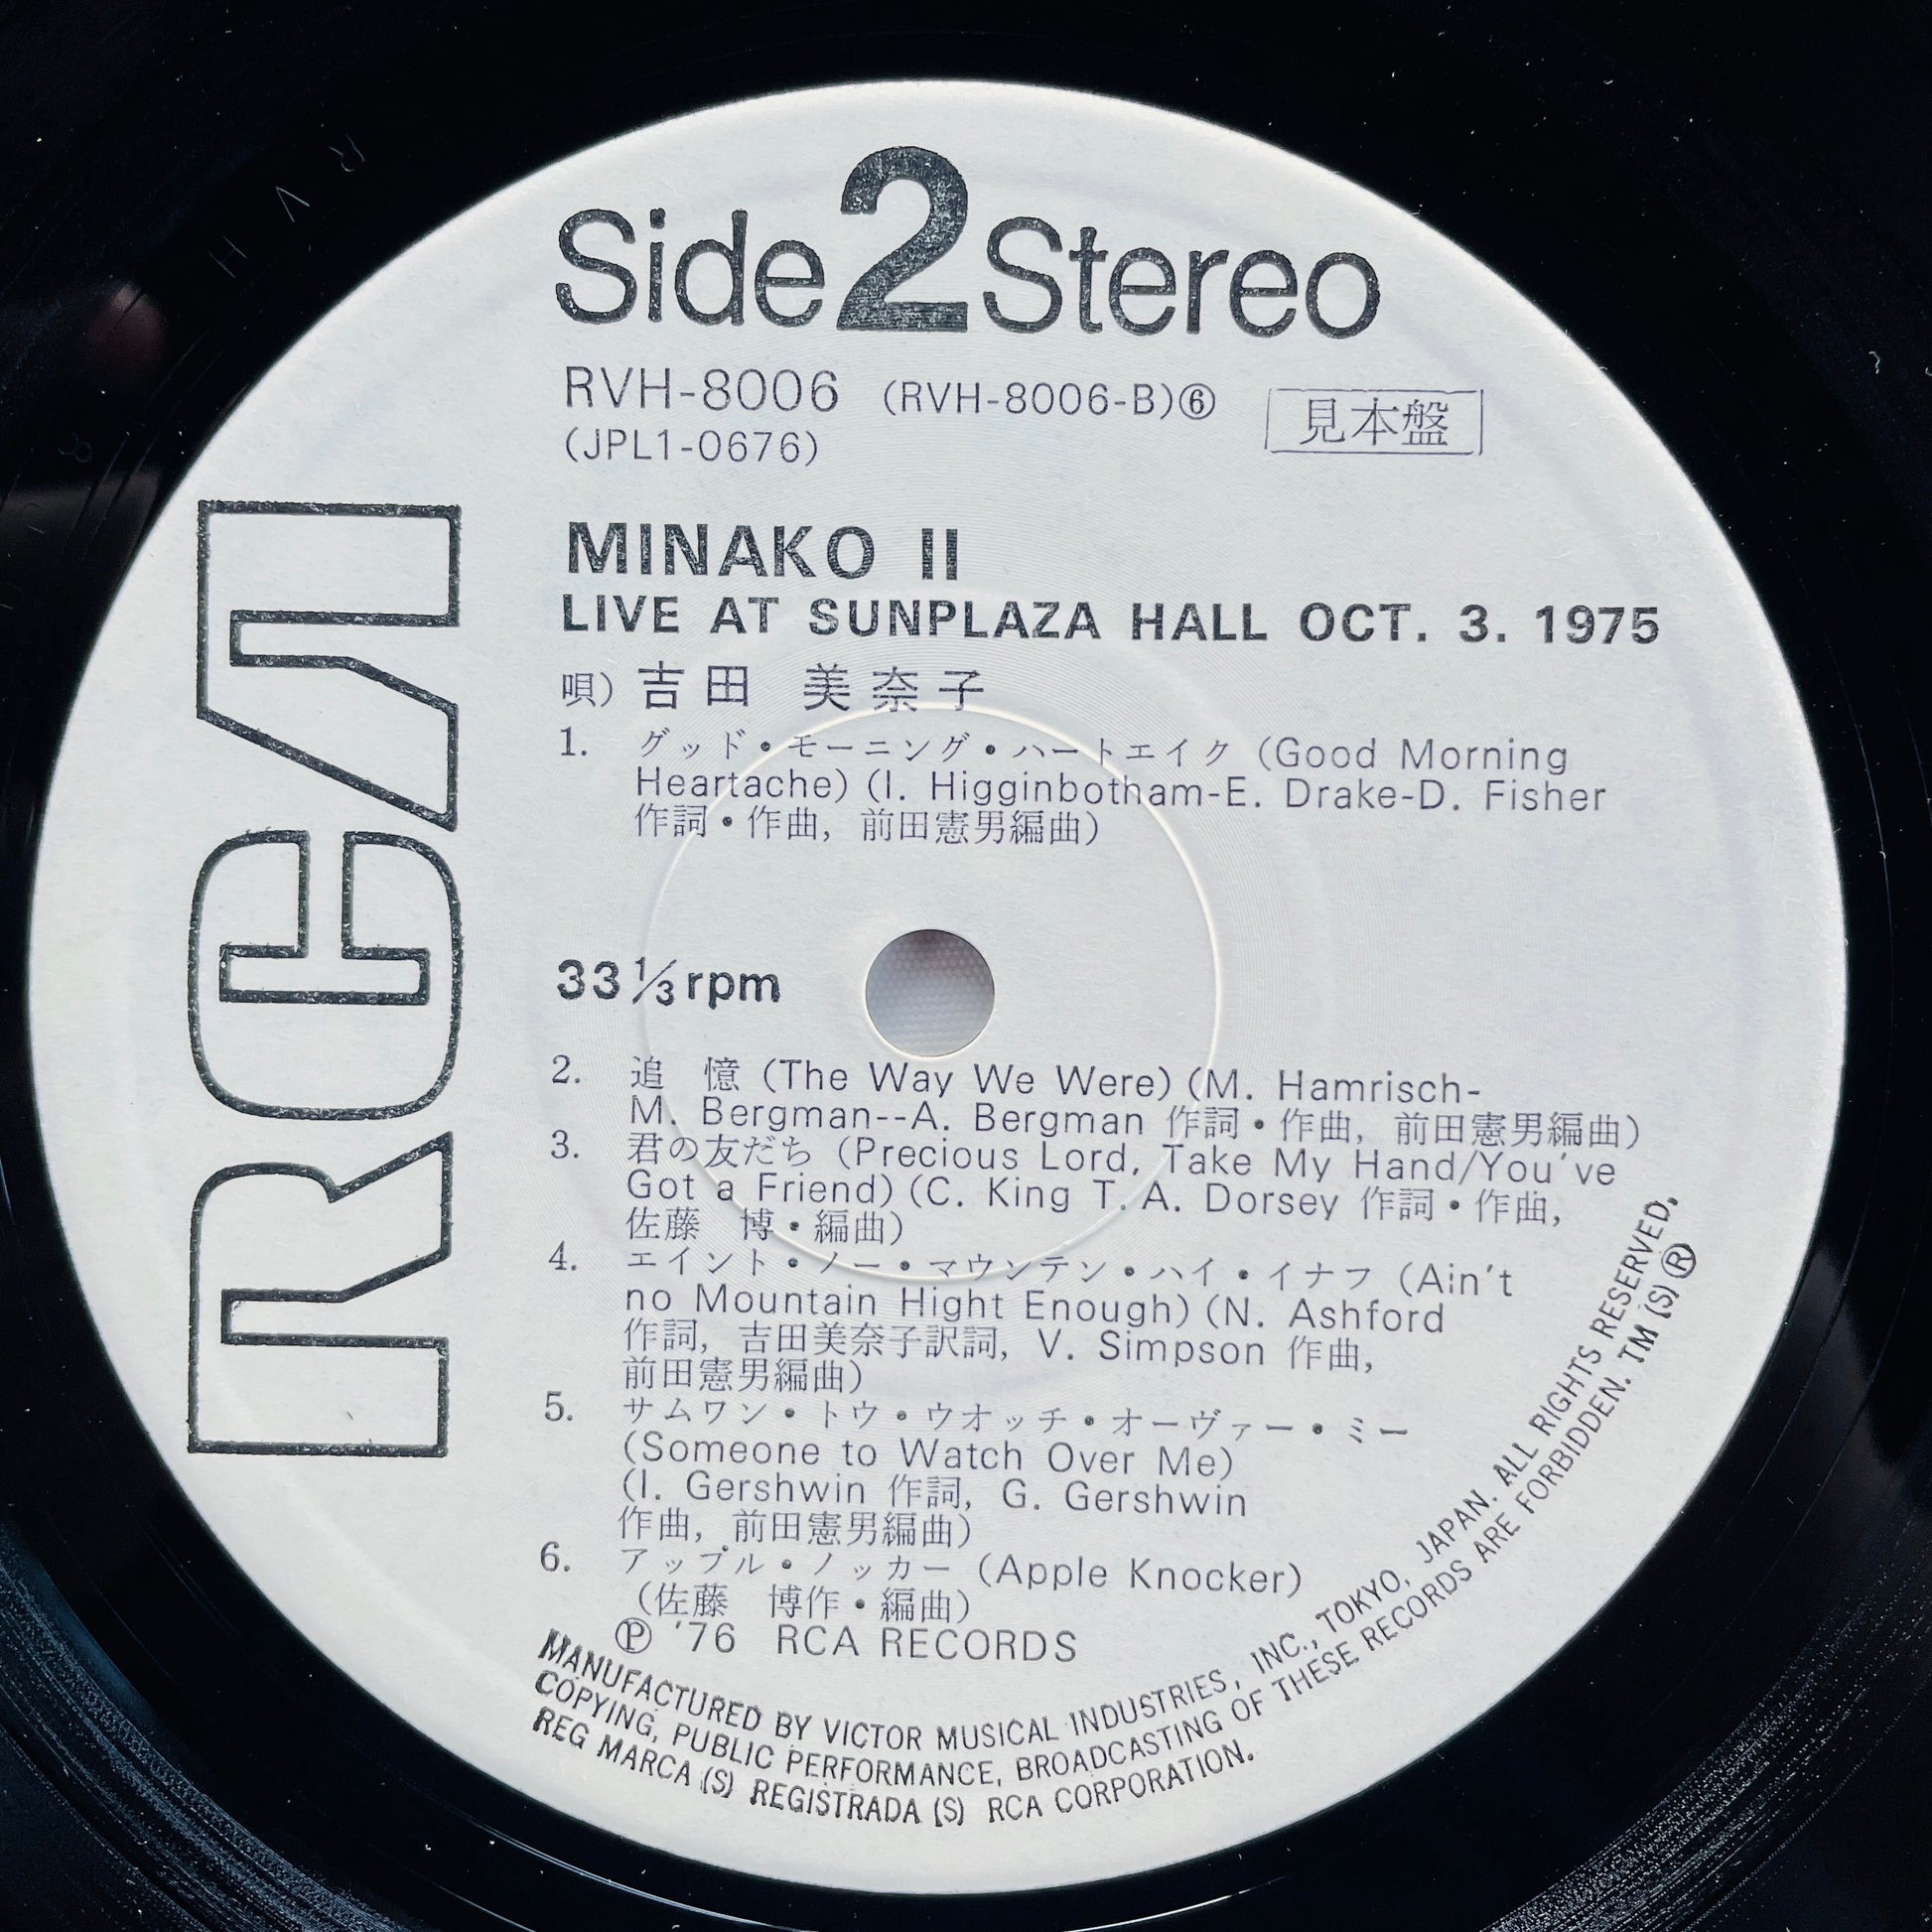 Side 2 Stereo
RVH-8006 (RVH-8006-B)⑥ 見本盤
(JPL1-0676)
RCA
MINAKO II
LIVE AT SUNPLAZA HALL OCT. 3. 1975
唄) 吉田 美奈子
1. グッド・モーニング・ハートエイク (Good Morning
Heartache) (I. Higginbotham-E. Drake-D. Fisher
作詞・作曲, 前田憲男編曲)
33 1/3 rpm
2. 追 憶 (The Way We Were) (M. Hamrisch-
M. Bergman--A. Bergman 作詞・作曲, 前田憲男編曲)
3. 君の友だち (Precious Lord, Take My Hand/You've
Got a Friend) (C. King T. A. Dorsey 作詞・作曲,
佐藤 博・編曲)
4. エイント・ノー・マウンテン・ハイ・イナフ (Ain't
no Mountain Hight Enough) (N. Ashford
作詞, 吉田美奈子訳詞, V. Simpson 作曲,
前田憲男編曲)
5. サムワン・トウ・ウオッチ・オーヴァー・ミー
(Someone to Watch Over Me)
(I. Gershwin 作詞, G. Gershwin
作曲, 前田憲男編曲)
6. アップル・ノッカー (Apple Knocker)
(佐藤 博作・編曲)
Ⓟ '76 RCA RECORDS
MANUFACTURED BY VICTOR MUSICAL INDUSTRIES, INC., TOKYO, JAPAN. ALL RIGHTS RESERVED,
COPYING, PUBLIC PERFORMANCE, BROADCASTING OF THESE RECORDS ARE FORBIDDEN. TM (S) ®
REG MARCA (S) REGISTRADA (S) RCA CORPORATION.
R V H